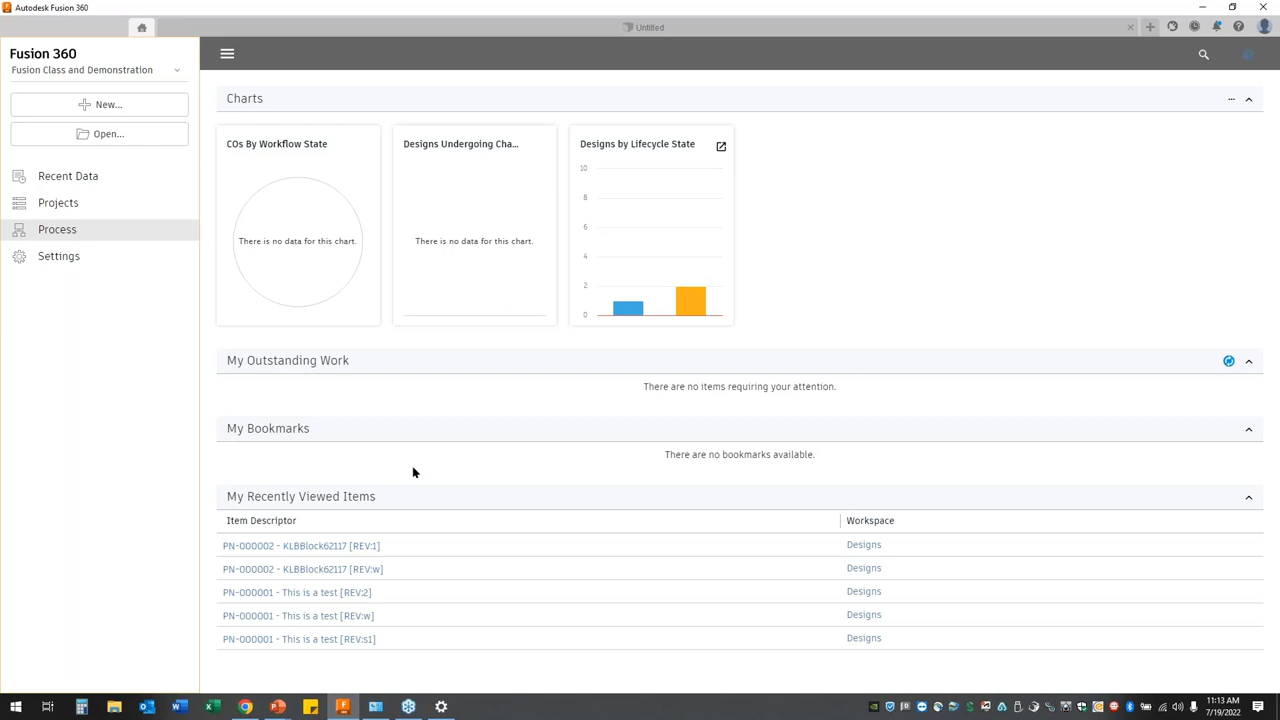 Autodesk Fusion 360
Untitled
Fusion 360
Fusion Class and Demonstration
New...
Open...
Recent Data
Projects
Process
Settings
Charts
COs By Workflow State
There is no data for this chart.
Designs Undergoing Cha...
There is no data for this chart.
Designs by Lifecycle State
10
8
6
4
2
0
My Outstanding Work
There are no items requiring your attention.
My Bookmarks
There are no bookmarks available.
My Recently Viewed Items
Item Descriptor Workspace
PN-000002 - KLBBlock62117 [REV:1] Designs
PN-000002 - KLBBlock62117 [REV:w] Designs
PN-000001 - This is a test [REV:2] Designs
PN-000001 - This is a test [REV:w] Designs
PN-000001 - This is a test [REV:s1] Designs
11:13 AM
7/19/2022